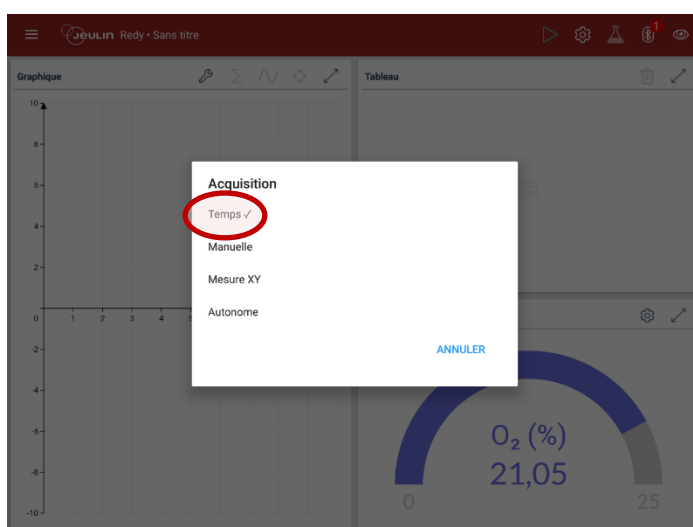 Jeulin Redy • Sans titre
1
Graphique
Tableau
10
8
6
4
2
0
1 2 3 4
-2
-4
-6
-8
-10
Acquisition
Temps ✓
Manuelle
Mesure XY
Autonome
ANNULER
O₂ (%)
21,05
0
25